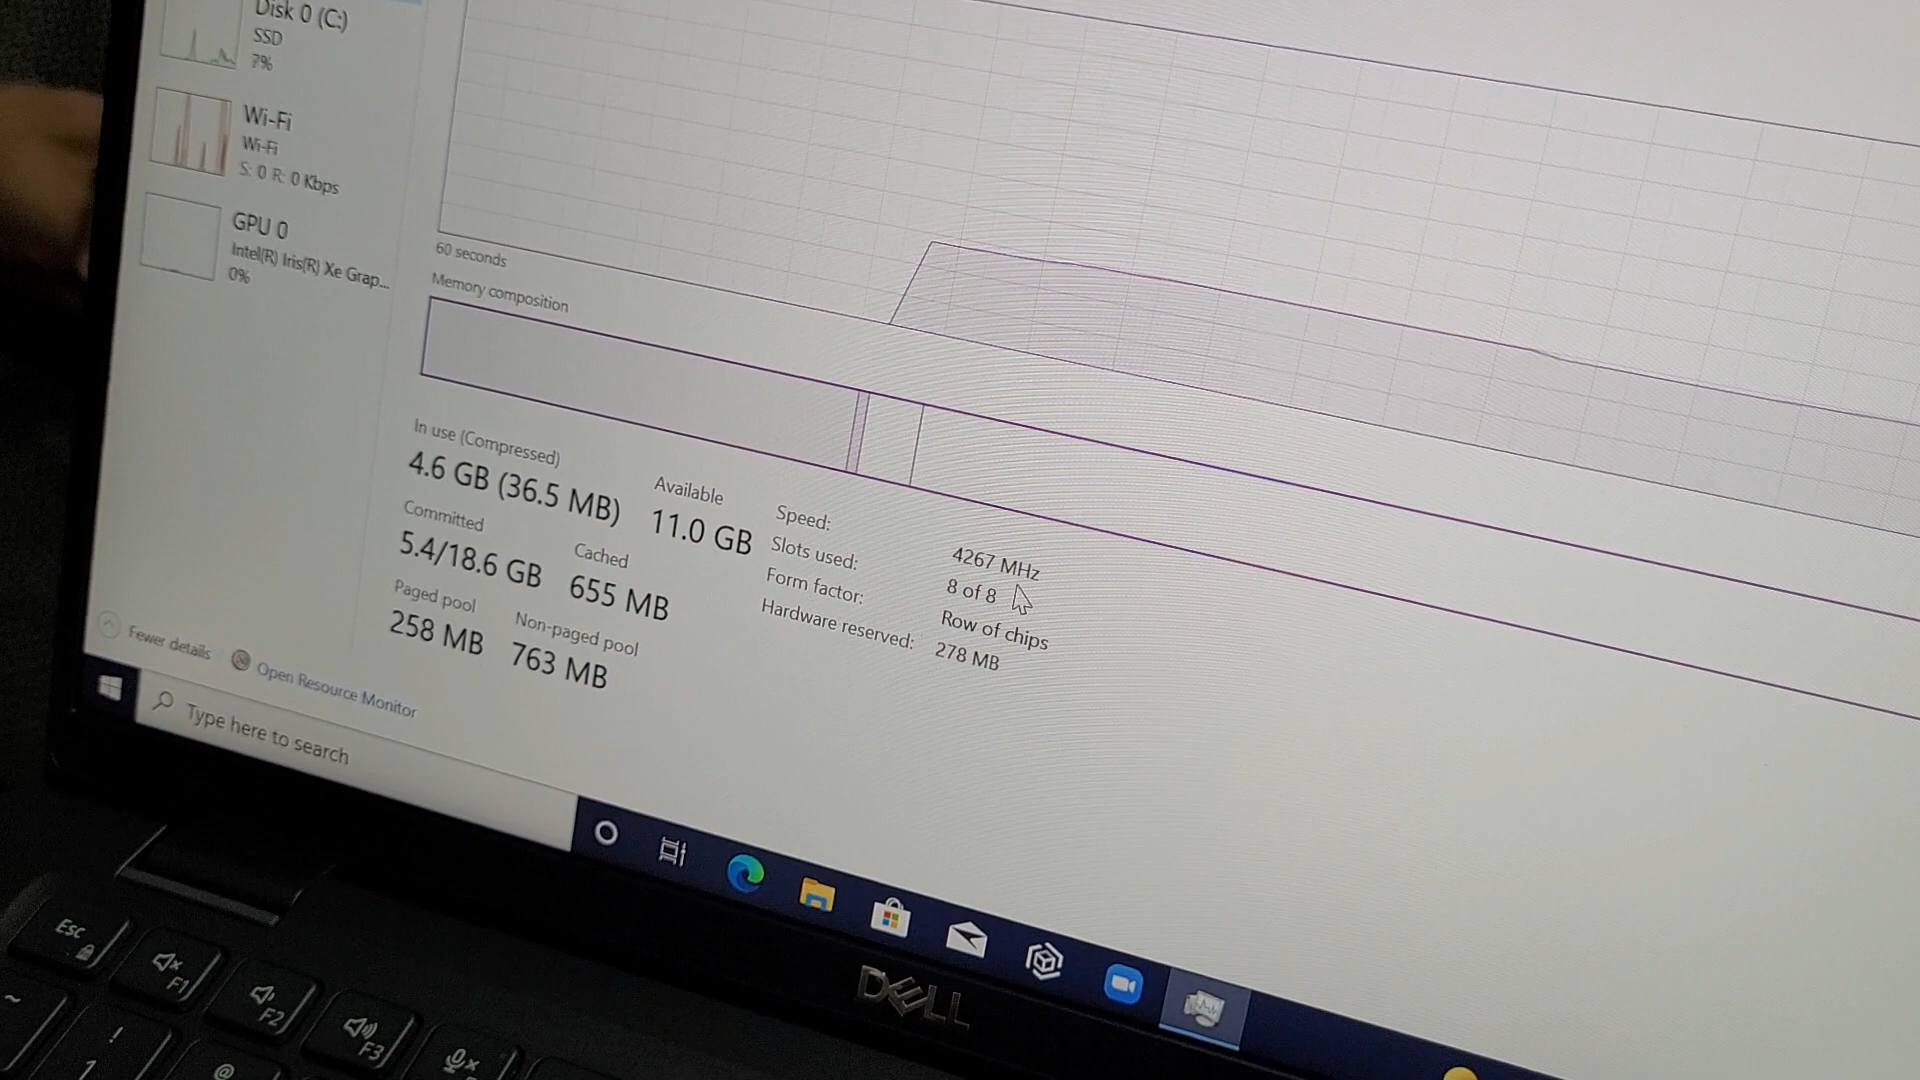 Disk 0 (C:)
SSD
7%
Wi-Fi
Wi-Fi
S: 0 R: 0 Kbps
GPU 0
Intel(R) Iris(R) Xe Grap...
0%
60 seconds
Memory composition
In use (Compressed)
4.6 GB (36.5 MB)
Available
11.0 GB
Committed
5.4/18.6 GB
Cached
655 MB
Paged pool
258 MB
Non-paged pool
763 MB
Speed: 4267 MHz
Slots used: 8 of 8
Form factor: Row of chips
Hardware reserved: 278 MB
Fewer details
Open Resource Monitor
Type here to search
DELL
Esc
F1
F2
F3
~
!
1
@